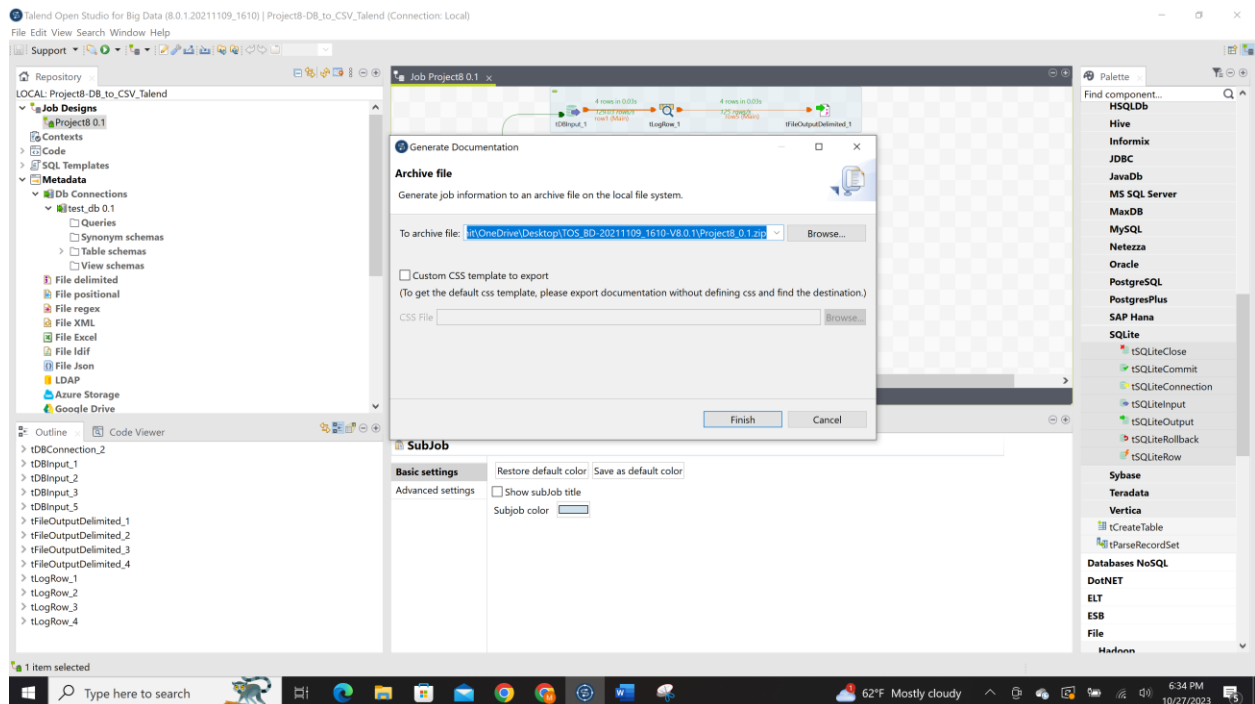 Talend Open Studio for Big Data (8.0.1.20211109_1610) | Project8-DB_to_CSV_Talend (Connection: Local)
File Edit View Search Window Help
Support
Repository
LOCAL: Project8-DB_to_CSV_Talend
Job Designs
Project8 0.1
Contexts
Code
SQL Templates
Metadata
Db Connections
test_db 0.1
Queries
Synonym schemas
Table schemas
View schemas
File delimited
File positional
File regex
File XML
File Excel
File ldif
File Json
LDAP
Azure Storage
Google Drive
Outline
Code Viewer
tDBConnection_2
tDBInput_1
tDBInput_2
tDBInput_3
tDBInput_5
tFileOutputDelimited_1
tFileOutputDelimited_2
tFileOutputDelimited_3
tFileOutputDelimited_4
tLogRow_1
tLogRow_2
tLogRow_3
tLogRow_4
1 item selected
Job Project8 0.1
4 rows in 0.03s
4 rows in 0.03s
row5 (Main)
tDBInput_1
tLogRow_1
tFileOutputDelimited_1
Generate Documentation
Archive file
Generate job information to an archive file on the local file system.
To archive file: it\OneDrive\Desktop\TOS_BD-20211109_1610-V8.0.1\Project8_0.1.zip Browse...
Custom CSS template to export
(To get the default css template, please export documentation without defining css and find the destination.)
CSS File Browse...
Finish Cancel
SubJob
Basic settings
Advanced settings
Restore default color Save as default color
Show subJob title
Subjob color
Palette
Find component...
HSQLDb
Hive
Informix
JDBC
JavaDb
MS SQL Server
MaxDB
MySQL
Netezza
Oracle
PostgreSQL
PostgresPlus
SAP Hana
SQLite
tSQLiteClose
tSQLiteCommit
tSQLiteConnection
tSQLiteInput
tSQLiteOutput
tSQLiteRollback
tSQLiteRow
Sybase
Teradata
Vertica
tCreateTable
tParseRecordSet
Databases NoSQL
DotNET
ELT
ESB
File
Hadoop
Type here to search
62°F Mostly cloudy
6:34 PM
10/27/2023